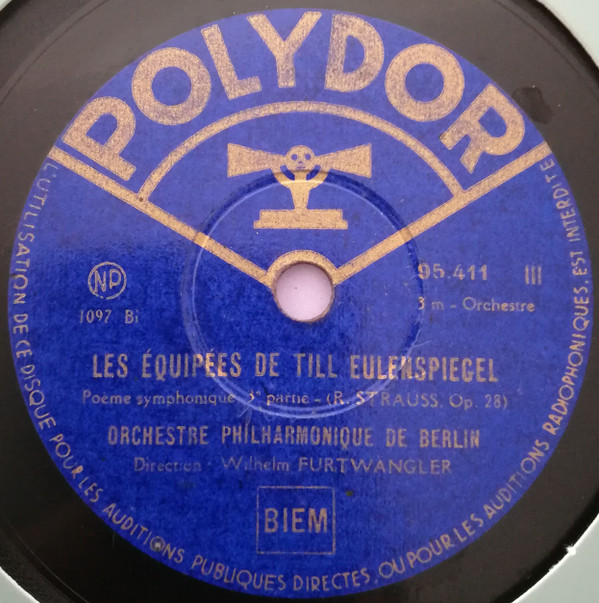 POLYDOR
NP
1097 Bi
95.411 III
3 m - Orchestre
LES ÉQUIPÉES DE TILL EULENSPIEGEL
Poème symphonique, 3e partie - (R. STRAUSS, Op. 28)
ORCHESTRE PHILHARMONIQUE DE BERLIN
Direction : Wilhelm FURTWÄNGLER
BIEM
L'UTILISATION DE CE DISQUE POUR LES AUDITIONS PUBLIQUES DIRECTES, OU POUR LES AUDITIONS RADIOPHONIQUES, EST INTERDITE